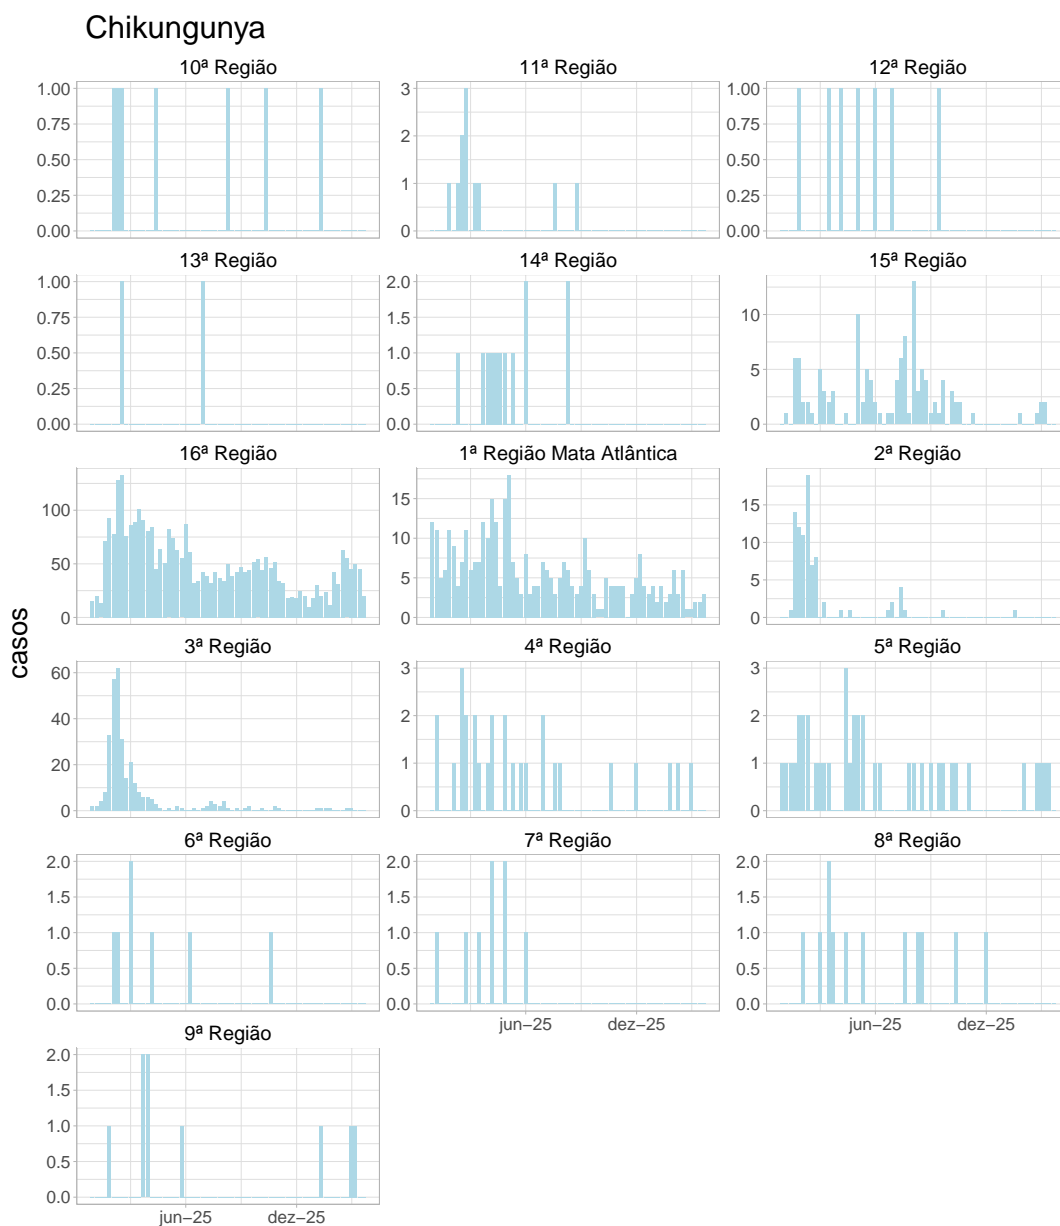 Chikungunya
10ª Região
11ª Região
12ª Região
1.00
0.75
0.50
0.25
0.00
3
2
1
0
1.00
0.75
0.50
0.25
0.00
13ª Região
14ª Região
15ª Região
1.00
0.75
0.50
0.25
0.00
2.0
1.5
1.0
0.5
0.0
10
5
0
16ª Região
1ª Região Mata Atlântica
2ª Região
100
50
0
15
10
5
0
15
10
5
0
casos
3ª Região
4ª Região
5ª Região
60
40
20
0
3
2
1
0
3
2
1
0
6ª Região
7ª Região
8ª Região
2.0
1.5
1.0
0.5
0.0
2.0
1.5
1.0
0.5
0.0
2.0
1.5
1.0
0.5
0.0
jun−25
dez−25
jun−25
dez−25
9ª Região
2.0
1.5
1.0
0.5
0.0
jun−25
dez−25